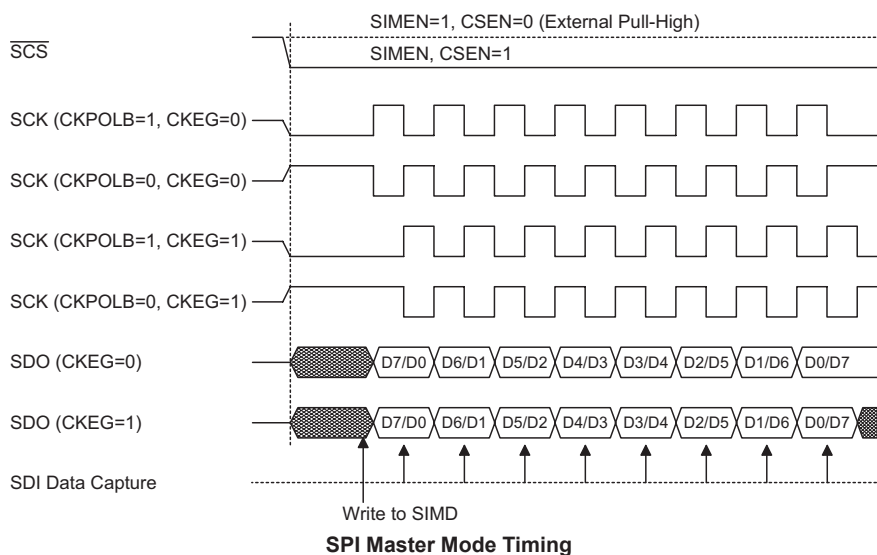 SIMEN=1, CSEN=0 (External Pull-High)
SCS
SIMEN, CSEN=1
SCK (CKPOLB=1, CKEG=0)
SCK (CKPOLB=0, CKEG=0)
SCK (CKPOLB=1, CKEG=1)
SCK (CKPOLB=0, CKEG=1)
SDO (CKEG=0) D7/D0 D6/D1 D5/D2 D4/D3 D3/D4 D2/D5 D1/D6 D0/D7
SDO (CKEG=1) D7/D0 D6/D1 D5/D2 D4/D3 D3/D4 D2/D5 D1/D6 D0/D7
SDI Data Capture
Write to SIMD
SPI Master Mode Timing